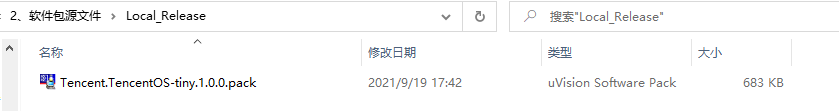 2、软件包源文件 > Local_Release 搜索"Local_Release"
名称 修改日期 类型 大小
Tencent.TencentOS-tiny.1.0.0.pack 2021/9/19 17:42 uVision Software Pack 683 KB